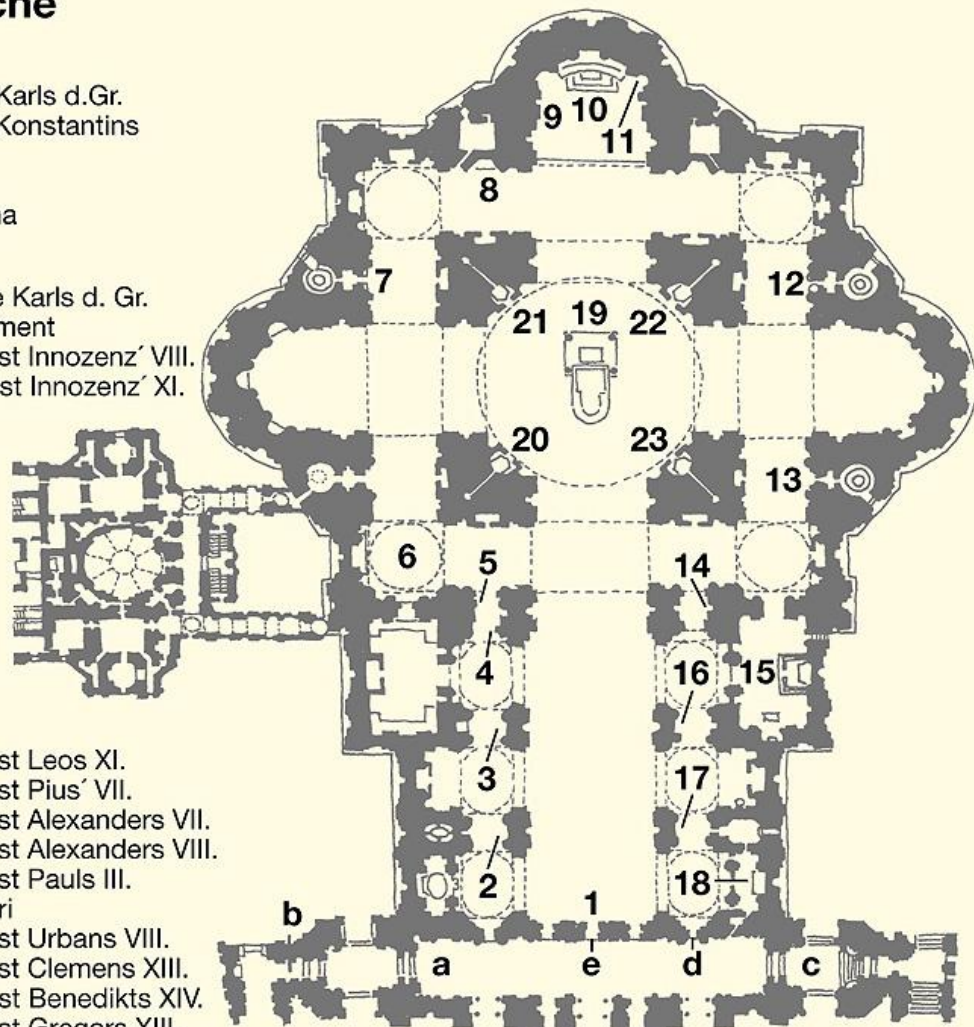 che
Karls d.Gr.
Konstantins
na
e Karls d. Gr.
ment
st Innozenz´ VIII.
st Innozenz´ XI.
st Leos XI.
st Pius´ VII.
st Alexanders VII.
st Alexanders VIII.
st Pauls III.
ri
st Urbans VIII.
st Clemens XIII.
st Benedikts XIV.
st Gregors XIII.
9 10
11
8
7 12
21 19 22
20 23
13
6 5 14
4 16 15
3 17
2 18
b 1
a e d c